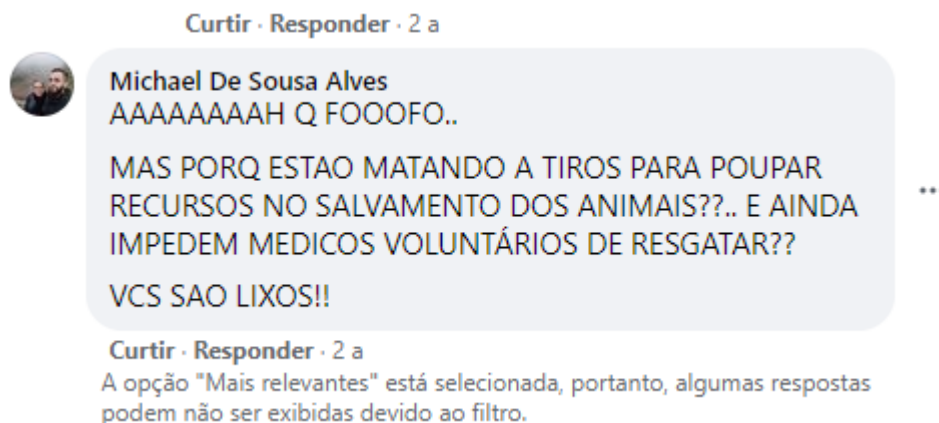 Curtir · Responder · 2 a
Michael De Sousa Alves
AAAAAAAAH Q FOOOFO..
MAS PORQ ESTAO MATANDO A TIROS PARA POUPAR
RECURSOS NO SALVAMENTO DOS ANIMAIS??.. E AINDA
IMPEDEM MEDICOS VOLUNTÁRIOS DE RESGATAR??
VCS SAO LIXOS!!
Curtir · Responder · 2 a
A opção "Mais relevantes" está selecionada, portanto, algumas respostas
podem não ser exibidas devido ao filtro.